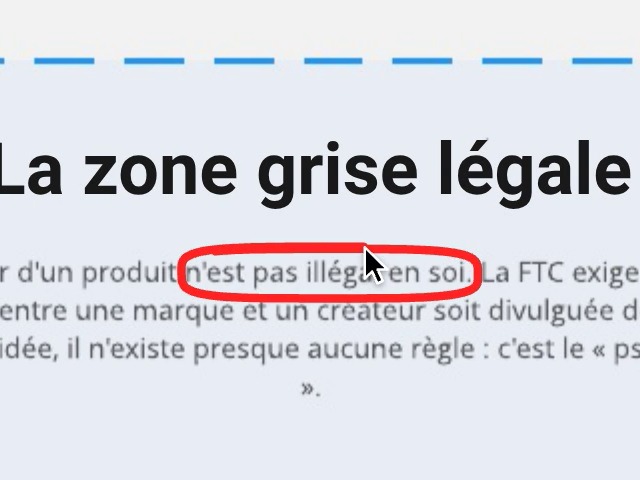 La zone grise légale
r d'un produit n'est pas illégal en soi. La FTC exige
entre une marque et un créateur soit divulguée d
idée, il n'existe presque aucune règle : c'est le « ps
».